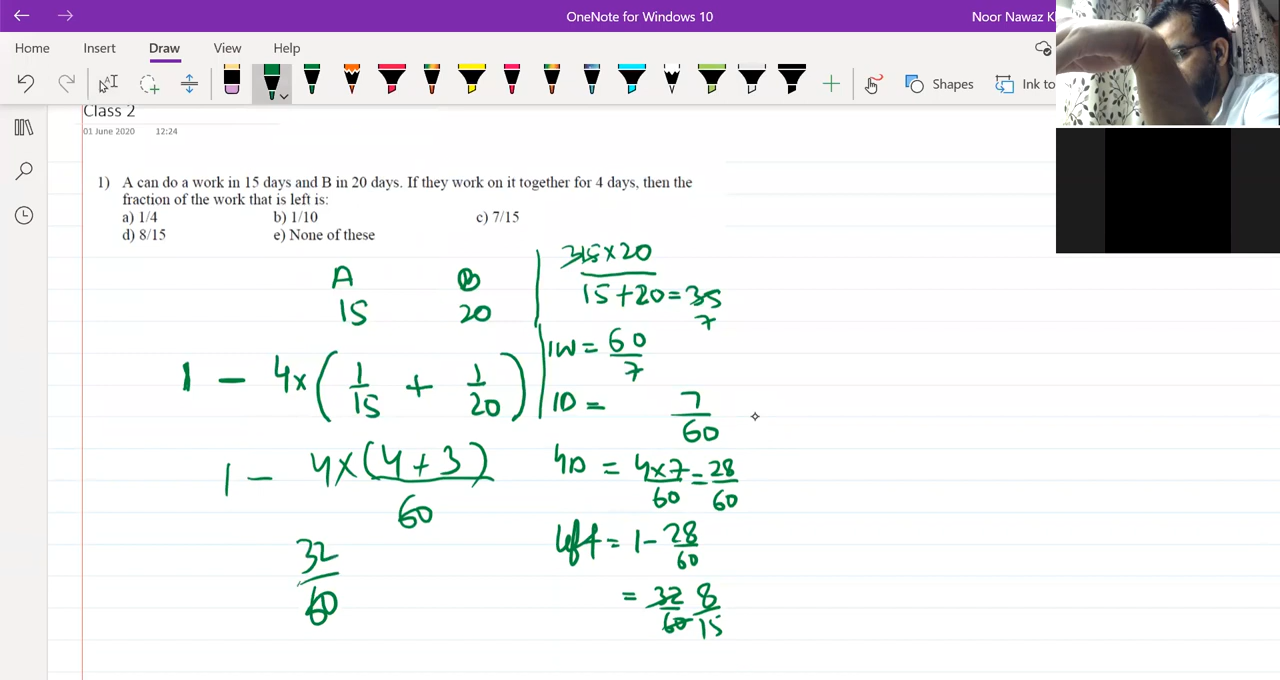 OneNote for Windows 10
Noor Nawaz K
Home Insert Draw View Help
Shapes
Ink to
Class 2
01 June 2020 12:24
1) A can do a work in 15 days and B in 20 days. If they work on it together for 4 days, then the
fraction of the work that is left is:
a) 1/4 b) 1/10 c) 7/15
d) 8/15 e) None of these
A B
15 20
1 - 4x(1/15 + 1/20)
1 - 4x(4+3)/60
32/60
315x20
15+20=35
7
1W = 60/7
1D = 7/60
4D = 4x7/60 = 28/60
left = 1 - 28/60
= 32/60 8/15